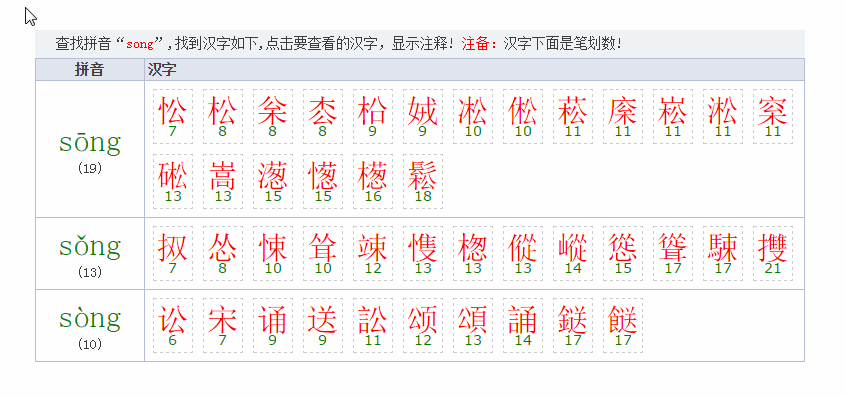 查找拼音“song”,找到汉字如下,点击要查看的汉字，显示注释! 注备：汉字下面是笔划数!
拼音 汉字
sōng
(19)
忪 松 枀 枩 柗 娀 凇 倯 菘 庺 崧 淞 梥
7 8 8 8 9 9 10 10 11 11 11 11 11
硹 嵩 濍 憽 檧 鬆
13 13 15 15 16 18
sǒng
(13)
扨 怂 悚 耸 竦 愯 楤 傱 嵷 慫 聳 駷 㩳
7 8 10 10 12 13 13 13 14 15 17 17 21
sòng
(10)
讼 宋 诵 送 訟 颂 頌 誦 鎹 餸
6 7 9 9 11 12 13 14 17 17